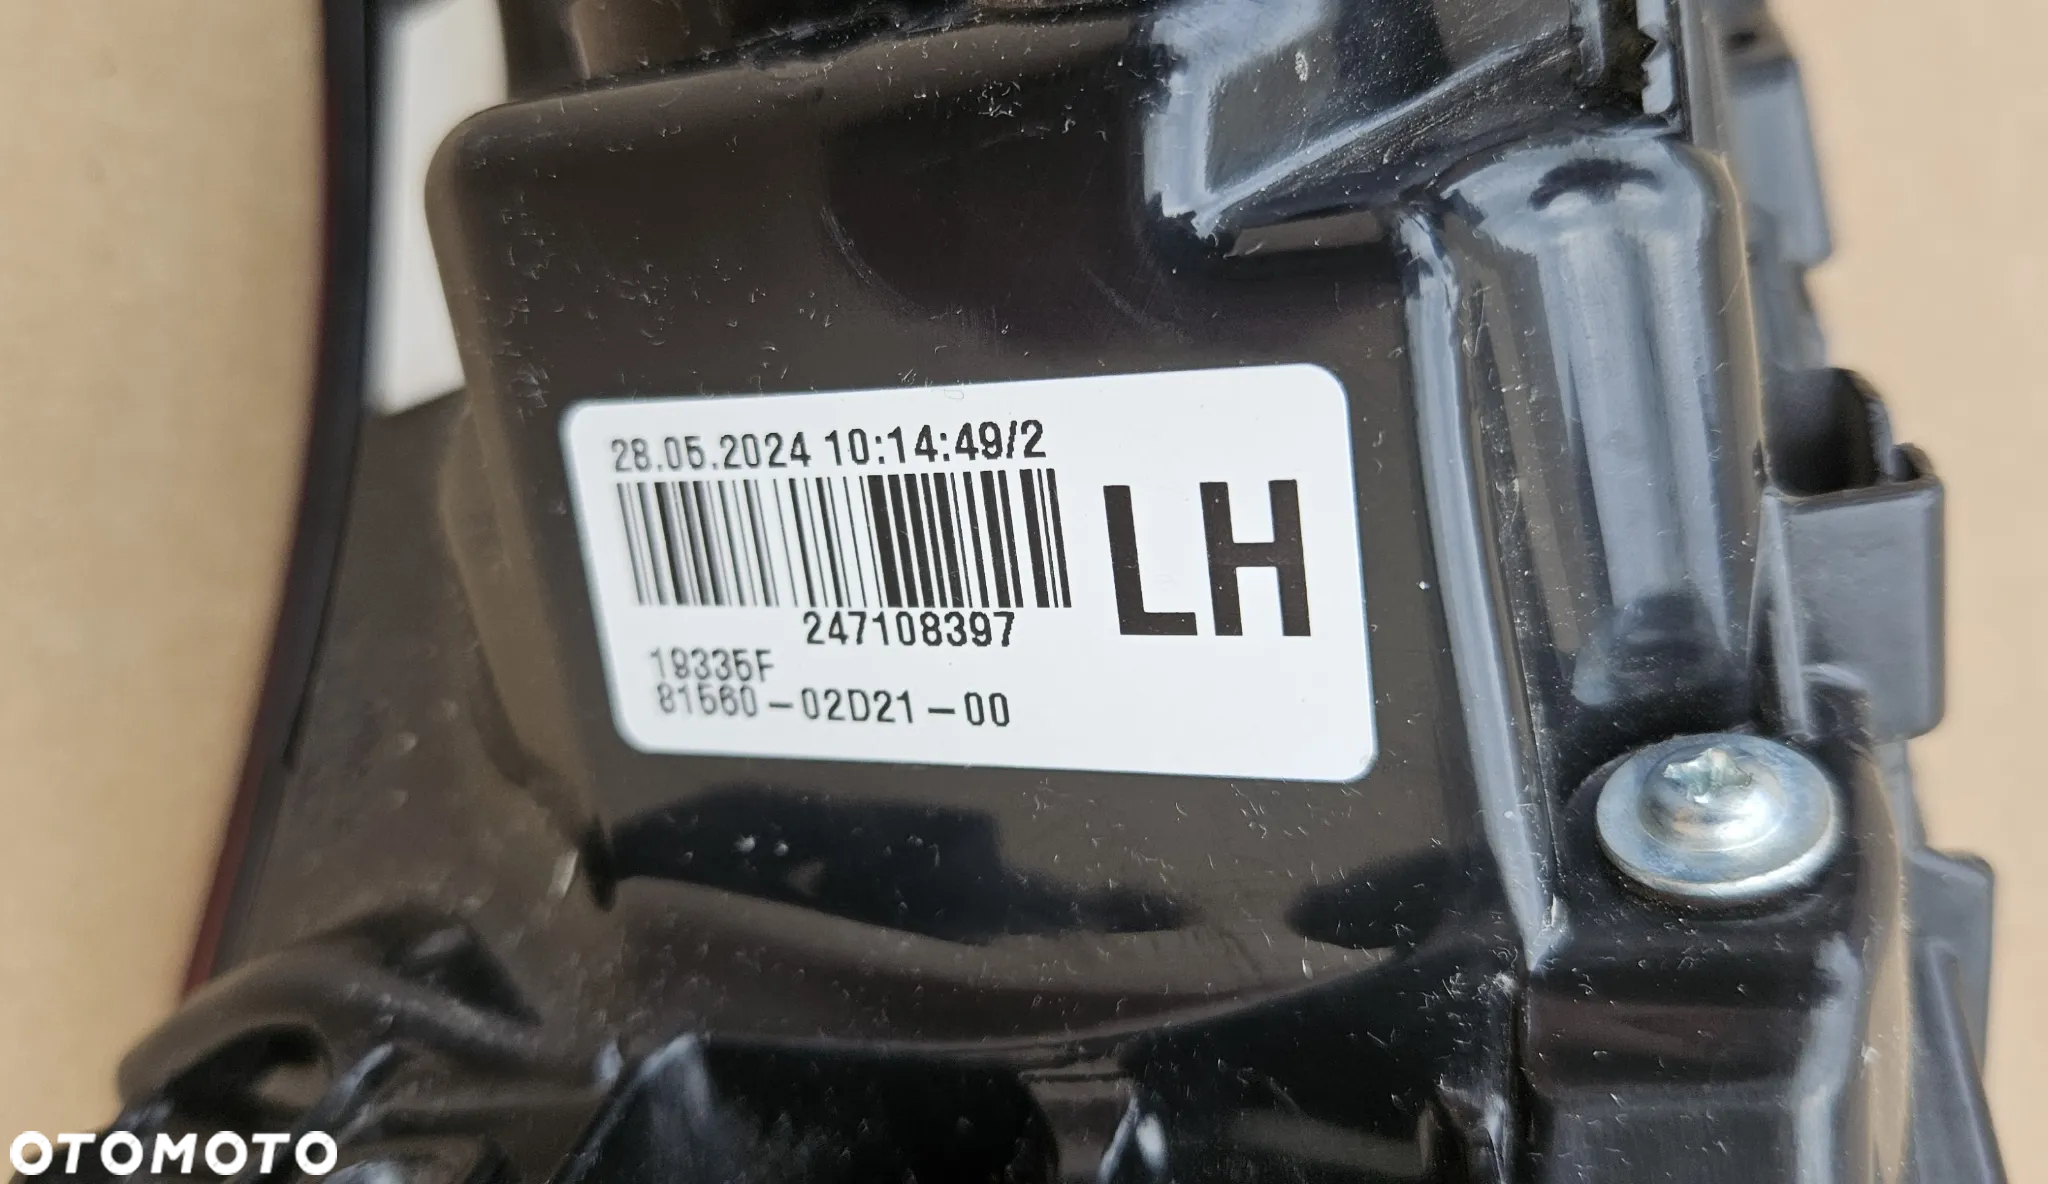 28.05.2024 10:14:49/2
LH
247108397
19335F
81560-02D21-00
OTOMOTO